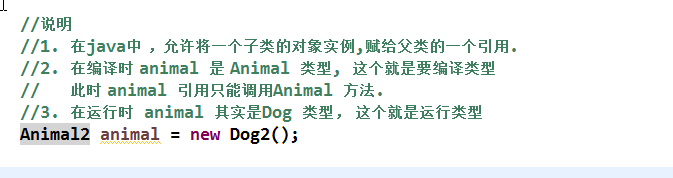 //说明
//1. 在java中 ，允许将一个子类的对象实例,赋给父类的一个引用.
//2. 在编译时 animal 是 Animal 类型, 这个就是要编译类型
//   此时 animal 引用只能调用Animal 方法.
//3. 在运行时  animal 其实是Dog 类型, 这个就是运行类型
Animal2 animal = new Dog2();